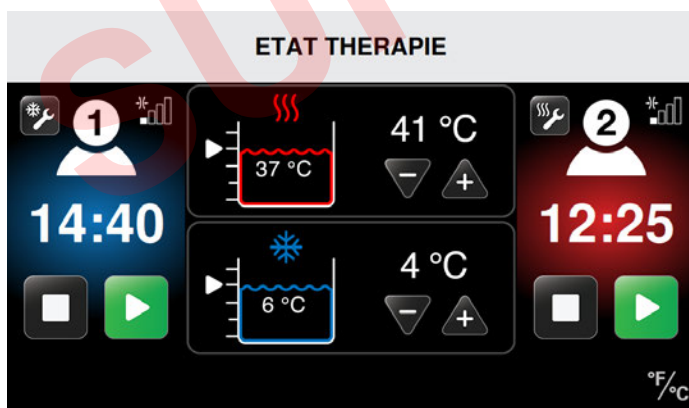 ETAT THERAPIE
1
14:40
37 °C
41 °C
6 °C
4 °C
2
12:25
°F/°C